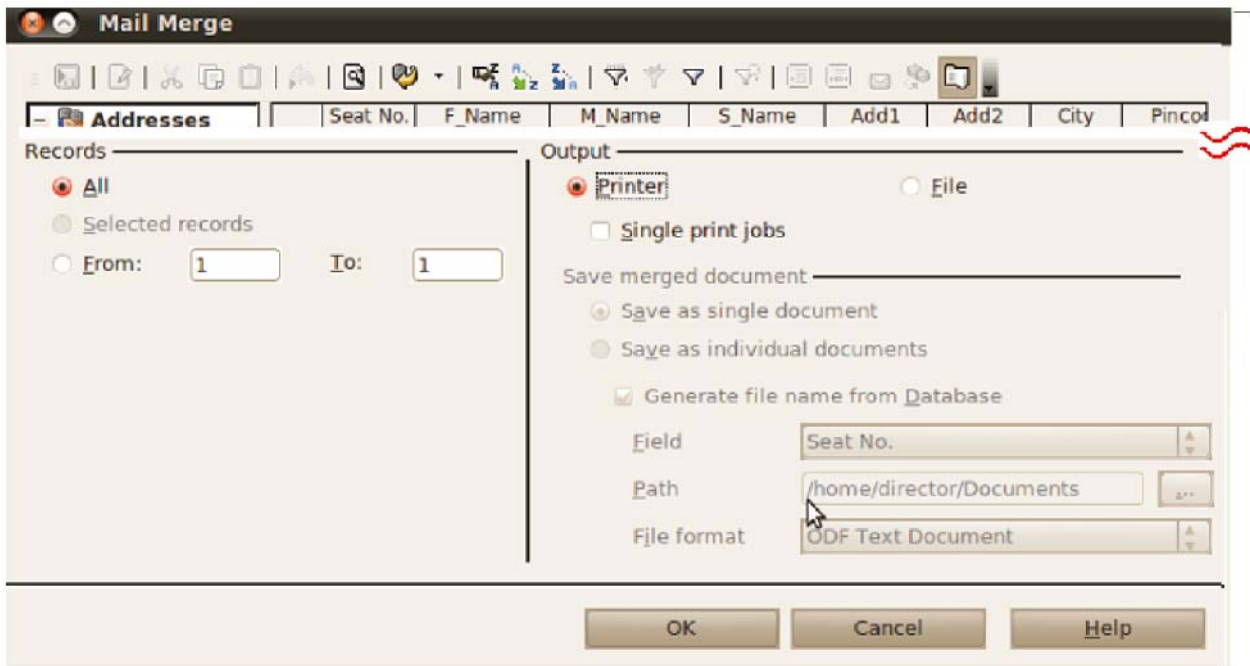 Mail Merge
Addresses Seat No. F_Name M_Name S_Name Add1 Add2 City Pincod
Records
All
Selected records
From: 1 To: 1
Output
Printer File
Single print jobs
Save merged document
Save as single document
Save as individual documents
Generate file name from Database
Field Seat No.
Path /home/director/Documents ...
File format ODF Text Document
OK Cancel Help